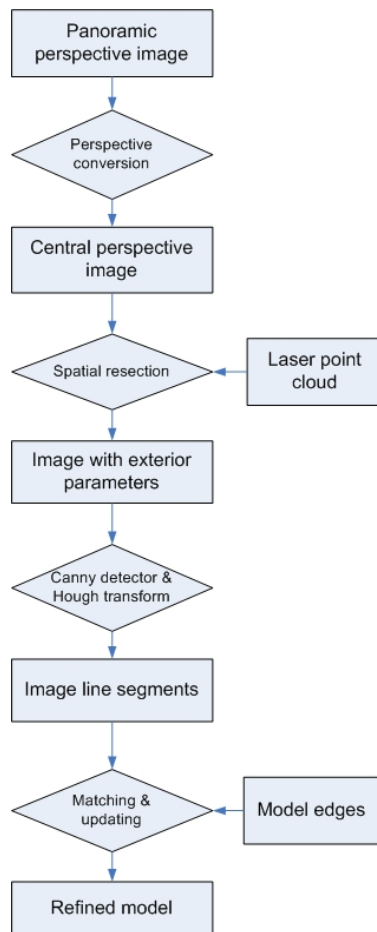 Panoramic
perspective image
Perspective
conversion
Central perspective
image
Spatial resection
Laser point
cloud
Image with exterior
parameters
Canny detector &
Hough transform
Image line segments
Matching &
updating
Model edges
Refined model